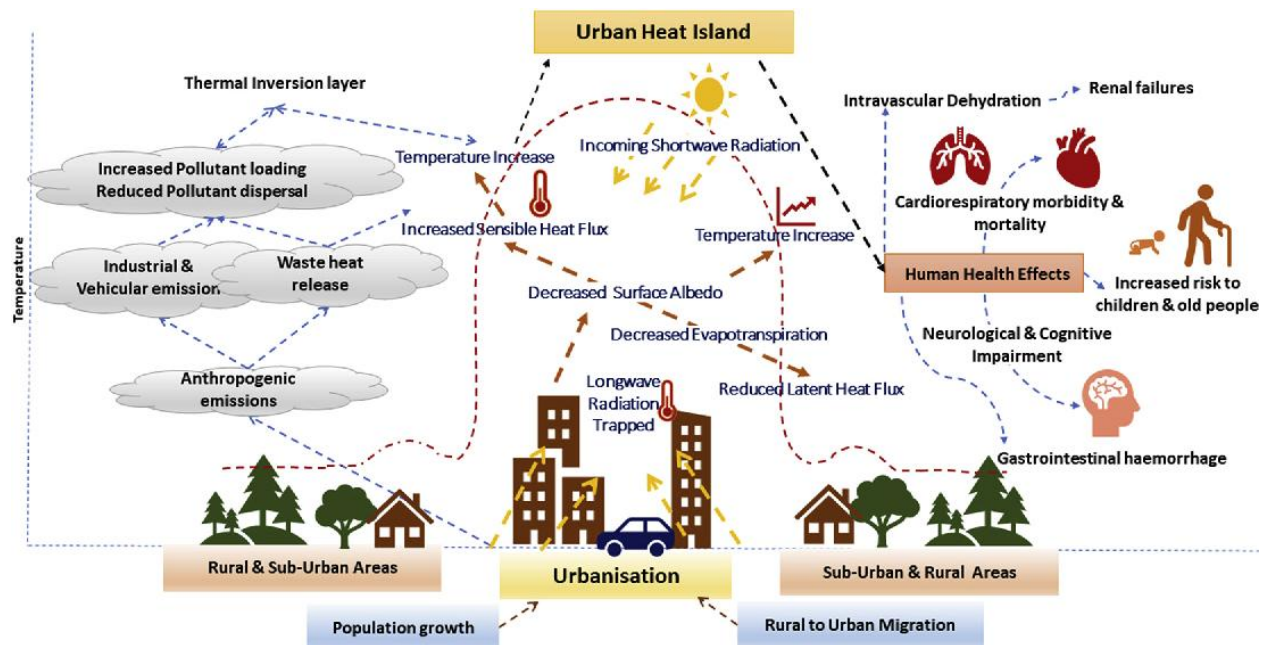 Urban Heat Island
Thermal Inversion layer
Increased Pollutant loading
Reduced Pollutant dispersal
Industrial &
Vehicular emission
Waste heat
release
Anthropogenic
emissions
Temperature
Temperature Increase
Increased Sensible Heat Flux
Incoming Shortwave Radiation
Temperature Increase
Decreased Surface Albedo
Decreased Evapotranspiration
Reduced Latent Heat Flux
Longwave
Radiation
Trapped
Intravascular Dehydration
Renal failures
Cardiorespiratory morbidity &
mortality
Human Health Effects
Increased risk to
children & old people
Neurological & Cognitive
Impairment
Gastrointestinal haemorrhage
Rural & Sub-Urban Areas
Urbanisation
Sub-Urban & Rural Areas
Population growth
Rural to Urban Migration